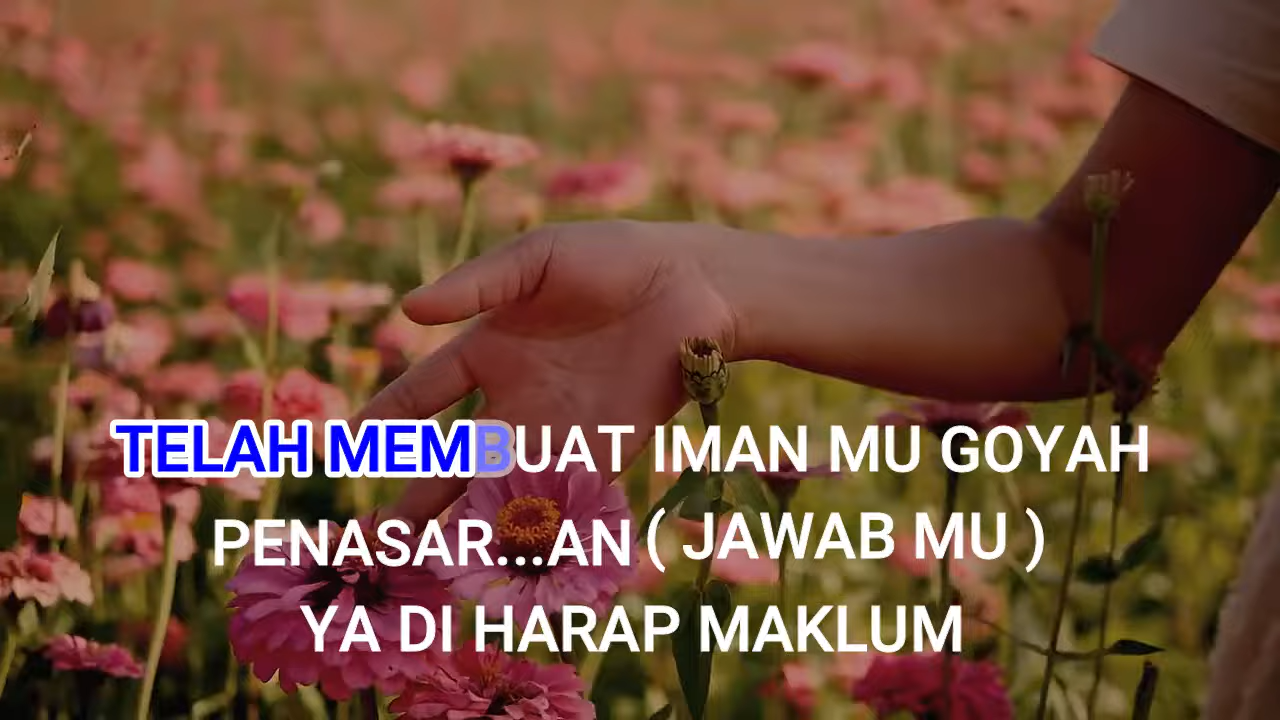 TELAH MEMBUAT IMAN MU GOYAH
PENASAR...AN ( JAWAB MU )
YA DI HARAP MAKLUM